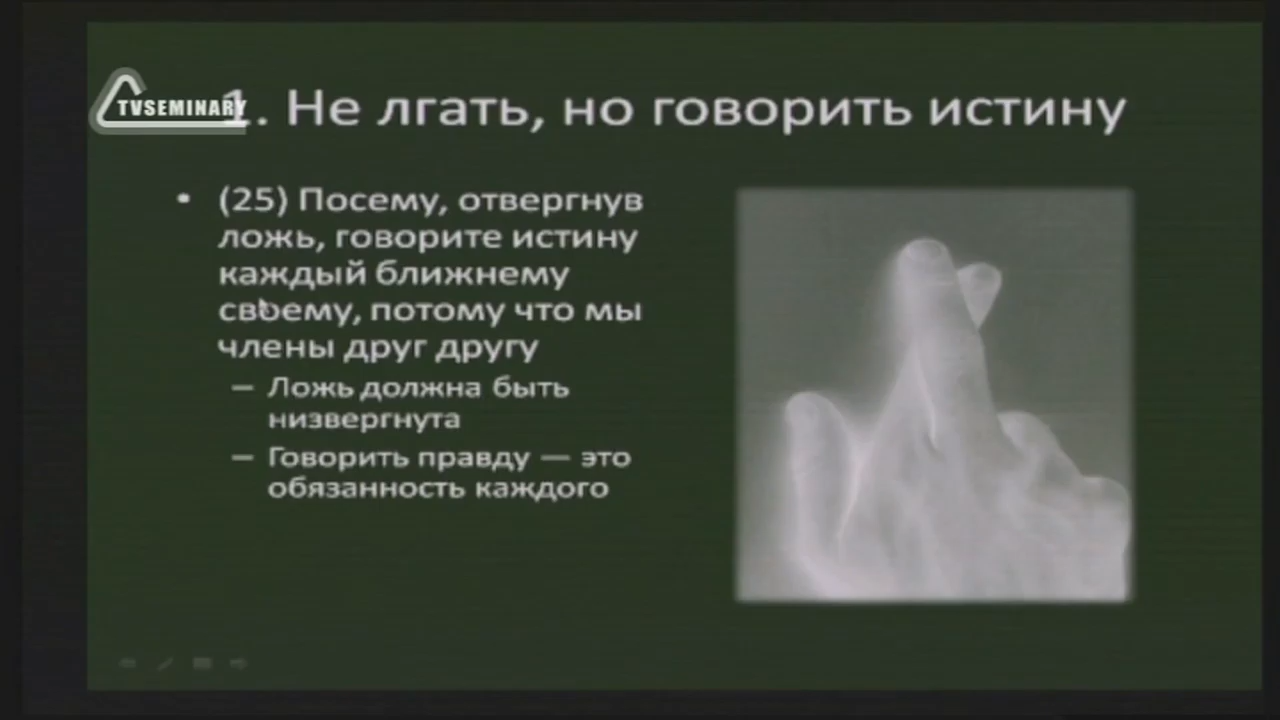 TVSEMINARY
1. Не лгать, но говорить истину
• (25) Посему, отвергнув
ложь, говорите истину
каждый ближнему
своему, потому что мы
члены друг другу
– Ложь должна быть
низвергнута
– Говорить правду — это
обязанность каждого